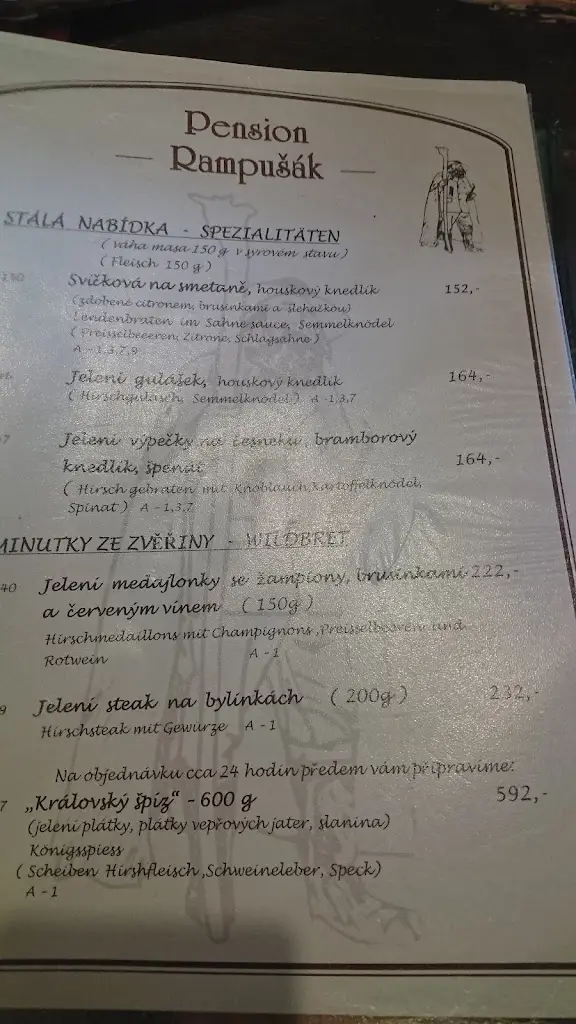 Pension
Rampušák
STÁLÁ NABÍDKA - SPEZIALITÄTEN
( váha masa 150 g v syrovém stavu )
( Fleisch 150 g )
Svíčková na smetaně, houskový knedlík 152,-
(zdobené citronem, brusinkami a šlehačkou)
Lendenbraten im Sahne sauce, Semmelknödel
( Preisselbeeeren, Zitrone, Schlagsahne )
A - 1,3,7,9
Jelení gulášek, houskový knedlík 164,-
( Hirschgulasch, Semmelknödel ) A -1,3,7
Jelení výpečky na česneku, bramborový
knedlík, špenát 164,-
( Hirsch gebraten mit Knoblauch,Kartoffelknödel,
Spinat ) A - 1,3,7
MINUTKY ZE ZVĚŘINY - WILDBRET
40 Jelení medajlonky se žampiony, brusinkami 222,-
a červeným vínem ( 150g )
Hirschmedaillons mit Champignons ,Preisselbeeren und
Rotwein A - 1
9 Jelení steak na bylinkách ( 200g ) 232,-
Hirschsteak mit Gewürze A - 1
Na objednávku cca 24 hodin předem vám připravíme:
7 „Královský špíz" - 600 g 592,-
(jelení plátky, plátky vepřových jater, slanina)
Königsspiess
( Scheiben Hirshfleisch ,Schweineleber, Speck)
A - 1